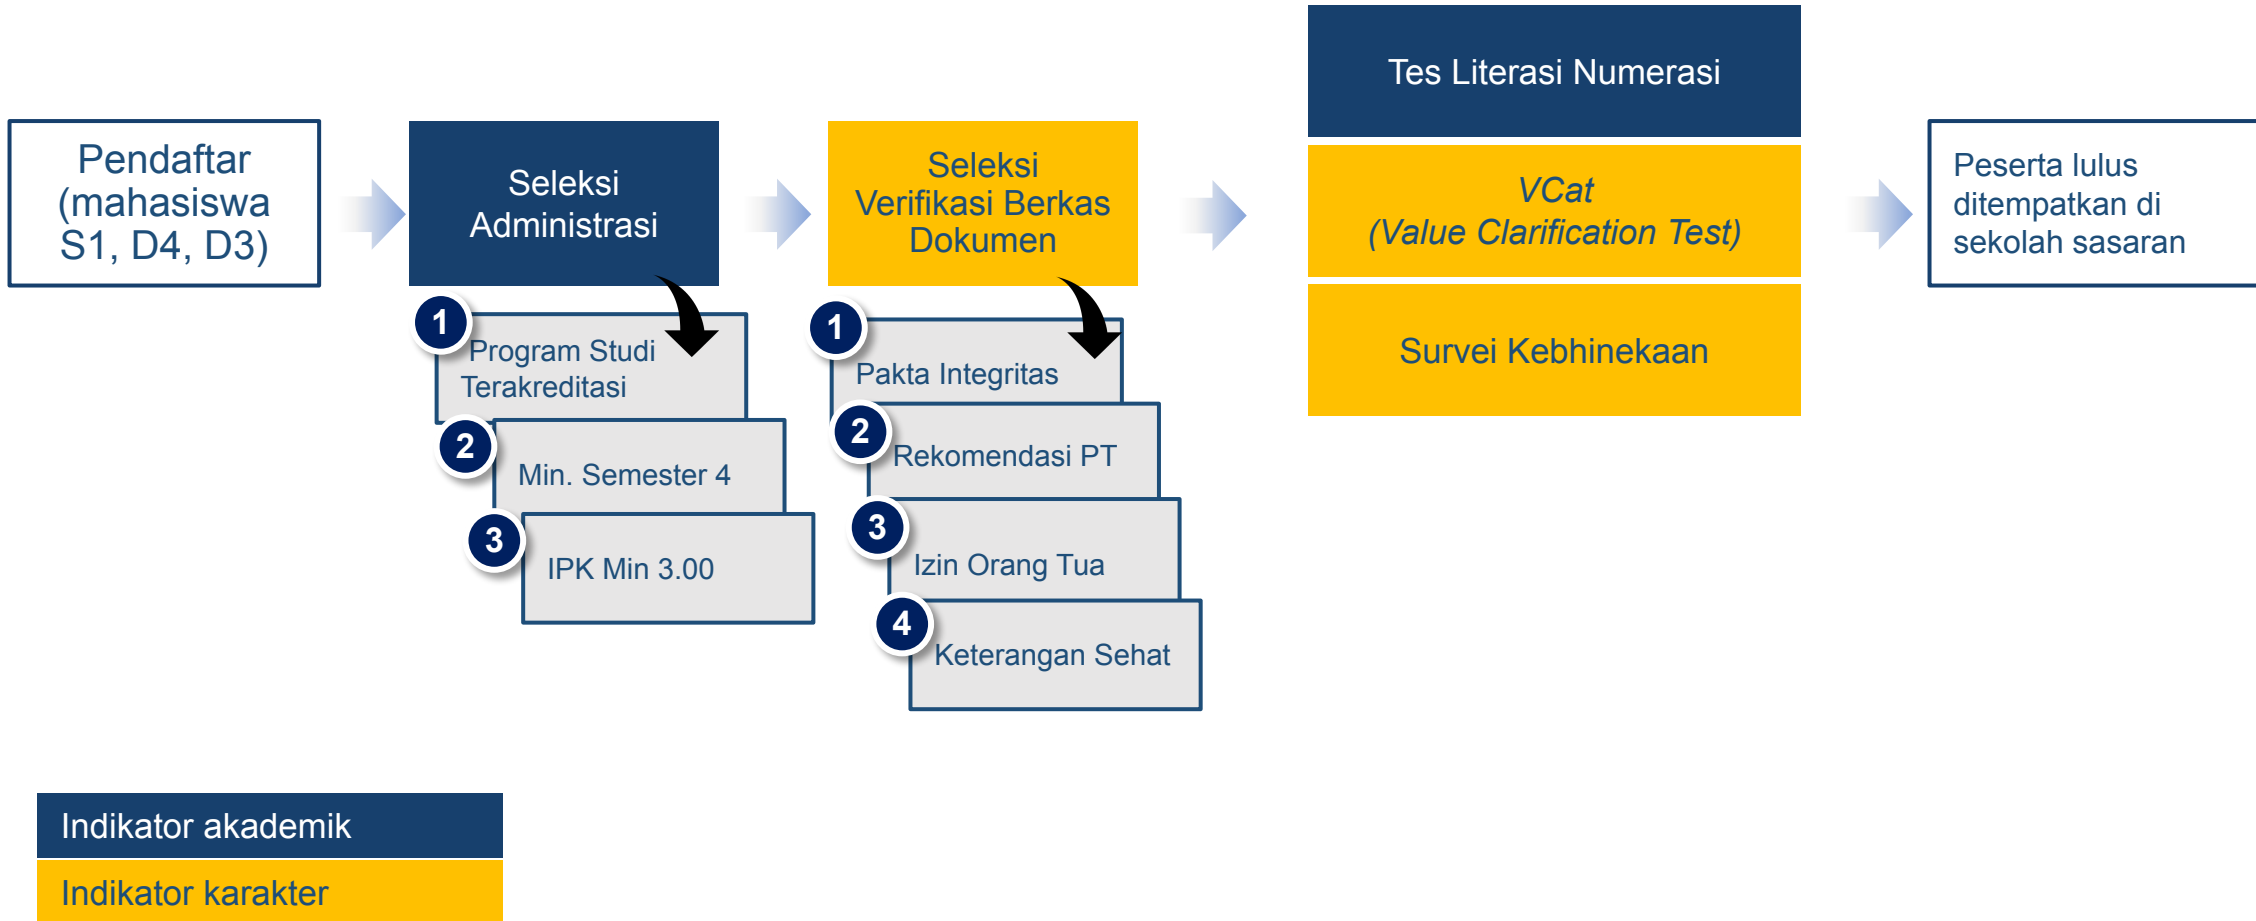 Pendaftar
(mahasiswa
S1, D4, D3)
Seleksi
Administrasi
1
Program Studi
Terakreditasi
2
Min. Semester 4
3
IPK Min 3.00
Seleksi
Verifikasi Berkas
Dokumen
1
Pakta Integritas
2
Rekomendasi PT
3
Izin Orang Tua
4
Keterangan Sehat
Tes Literasi Numerasi
VCat
(Value Clarification Test)
Survei Kebhinekaan
Peserta lulus
ditempatkan di
sekolah sasaran
Indikator akademik
Indikator karakter